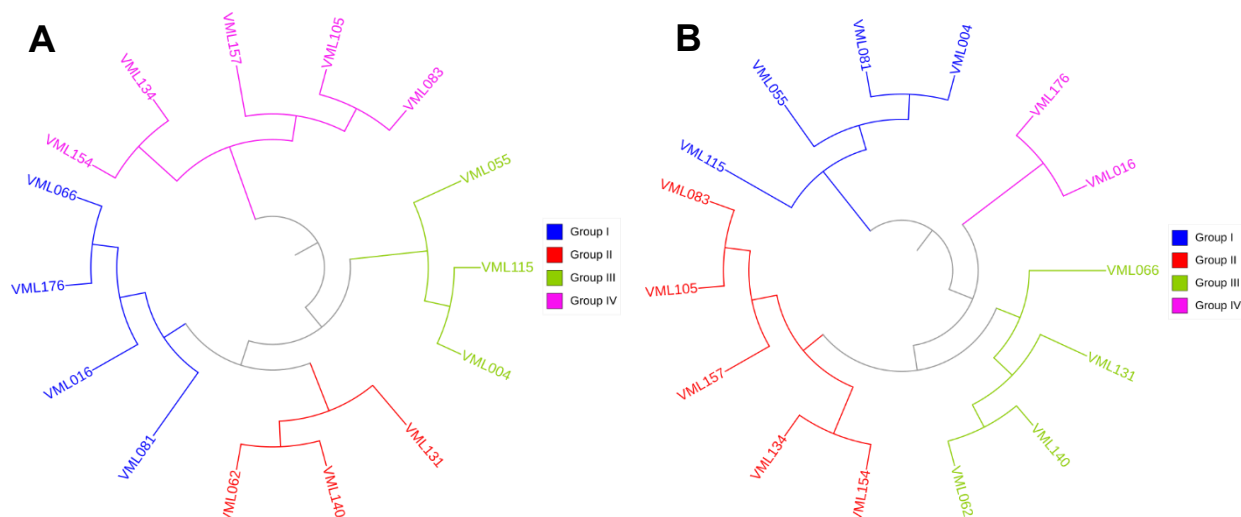 A
VML154
VML134
VML157
VML105
VML083
VML066
VML176
VML016
VML081
VML055
VML115
VML004
VML062
VML140
VML131
Group I
Group II
Group III
Group IV
B
VML115
VML055
VML081
VML004
VML176
VML016
VML083
VML105
VML157
VML134
VML154
VML066
VML131
VML140
VML062
Group I
Group II
Group III
Group IV